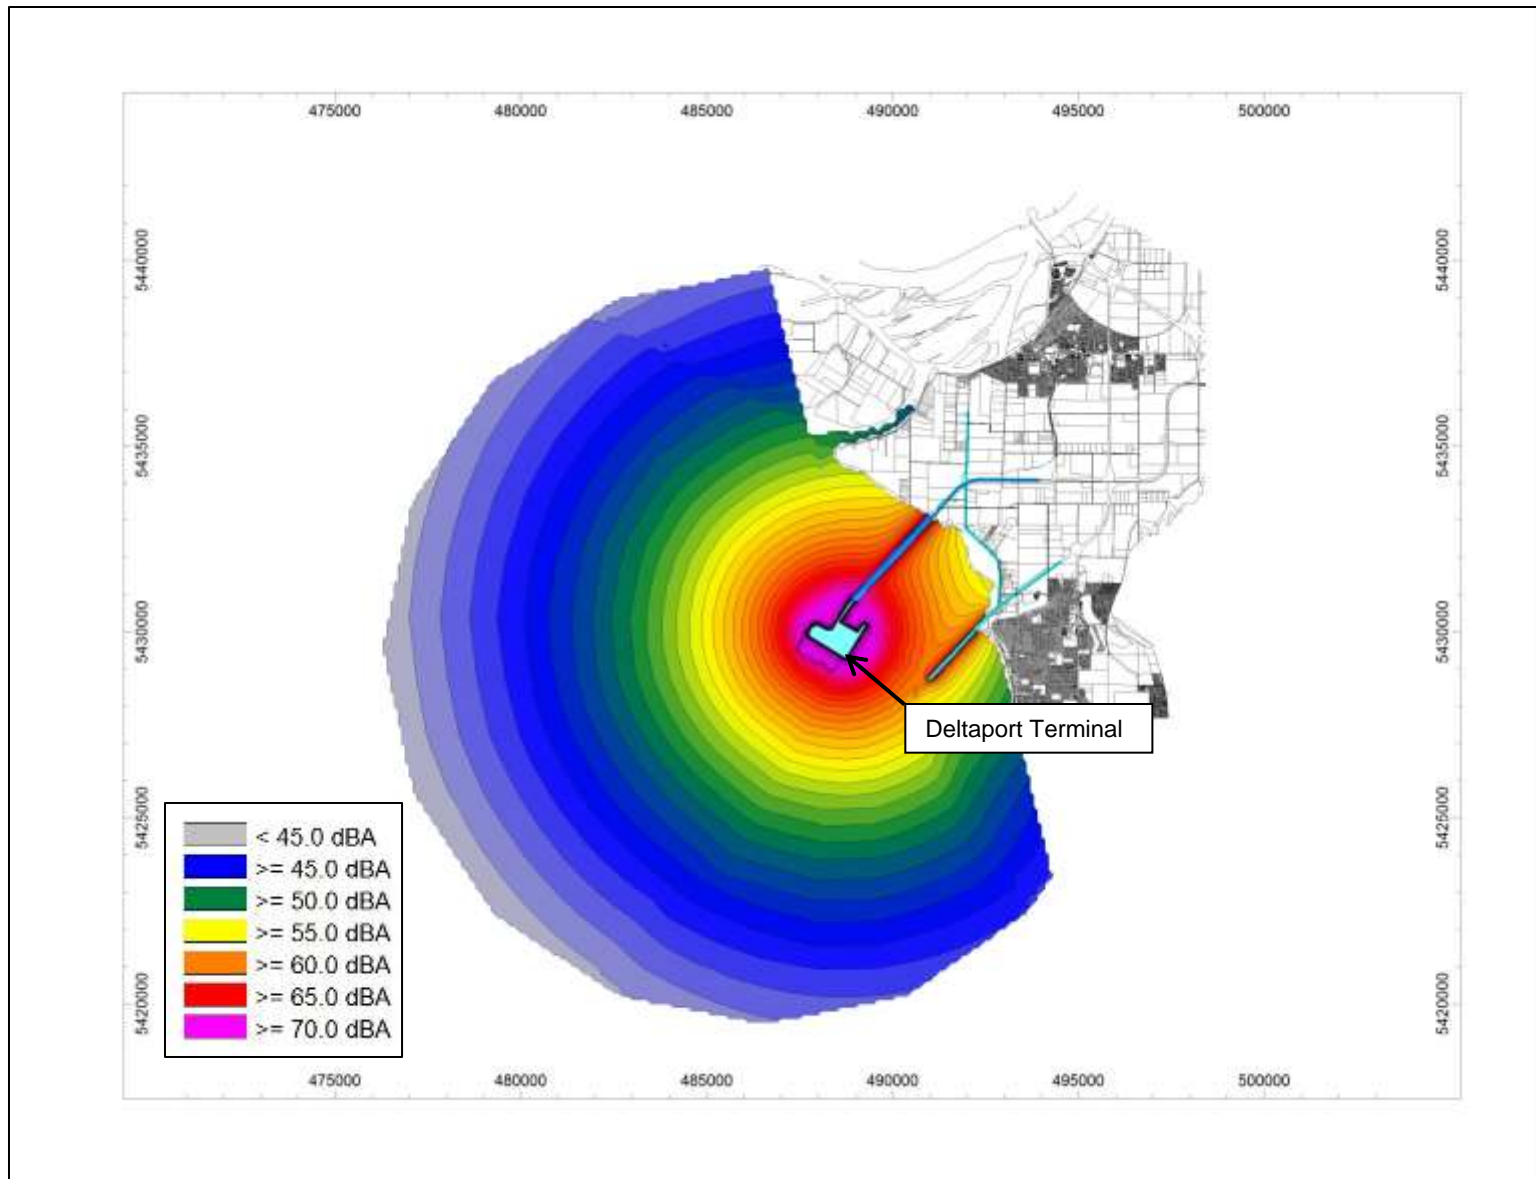 475000 480000 485000 490000 495000 500000
5440000 5440000
5435000 5435000
5430000 5430000
Deltaport Terminal
5425000 5425000
< 45.0 dBA
>= 45.0 dBA
>= 50.0 dBA
>= 55.0 dBA
>= 60.0 dBA
>= 65.0 dBA
>= 70.0 dBA
5420000 5420000
475000 480000 485000 490000 495000 500000